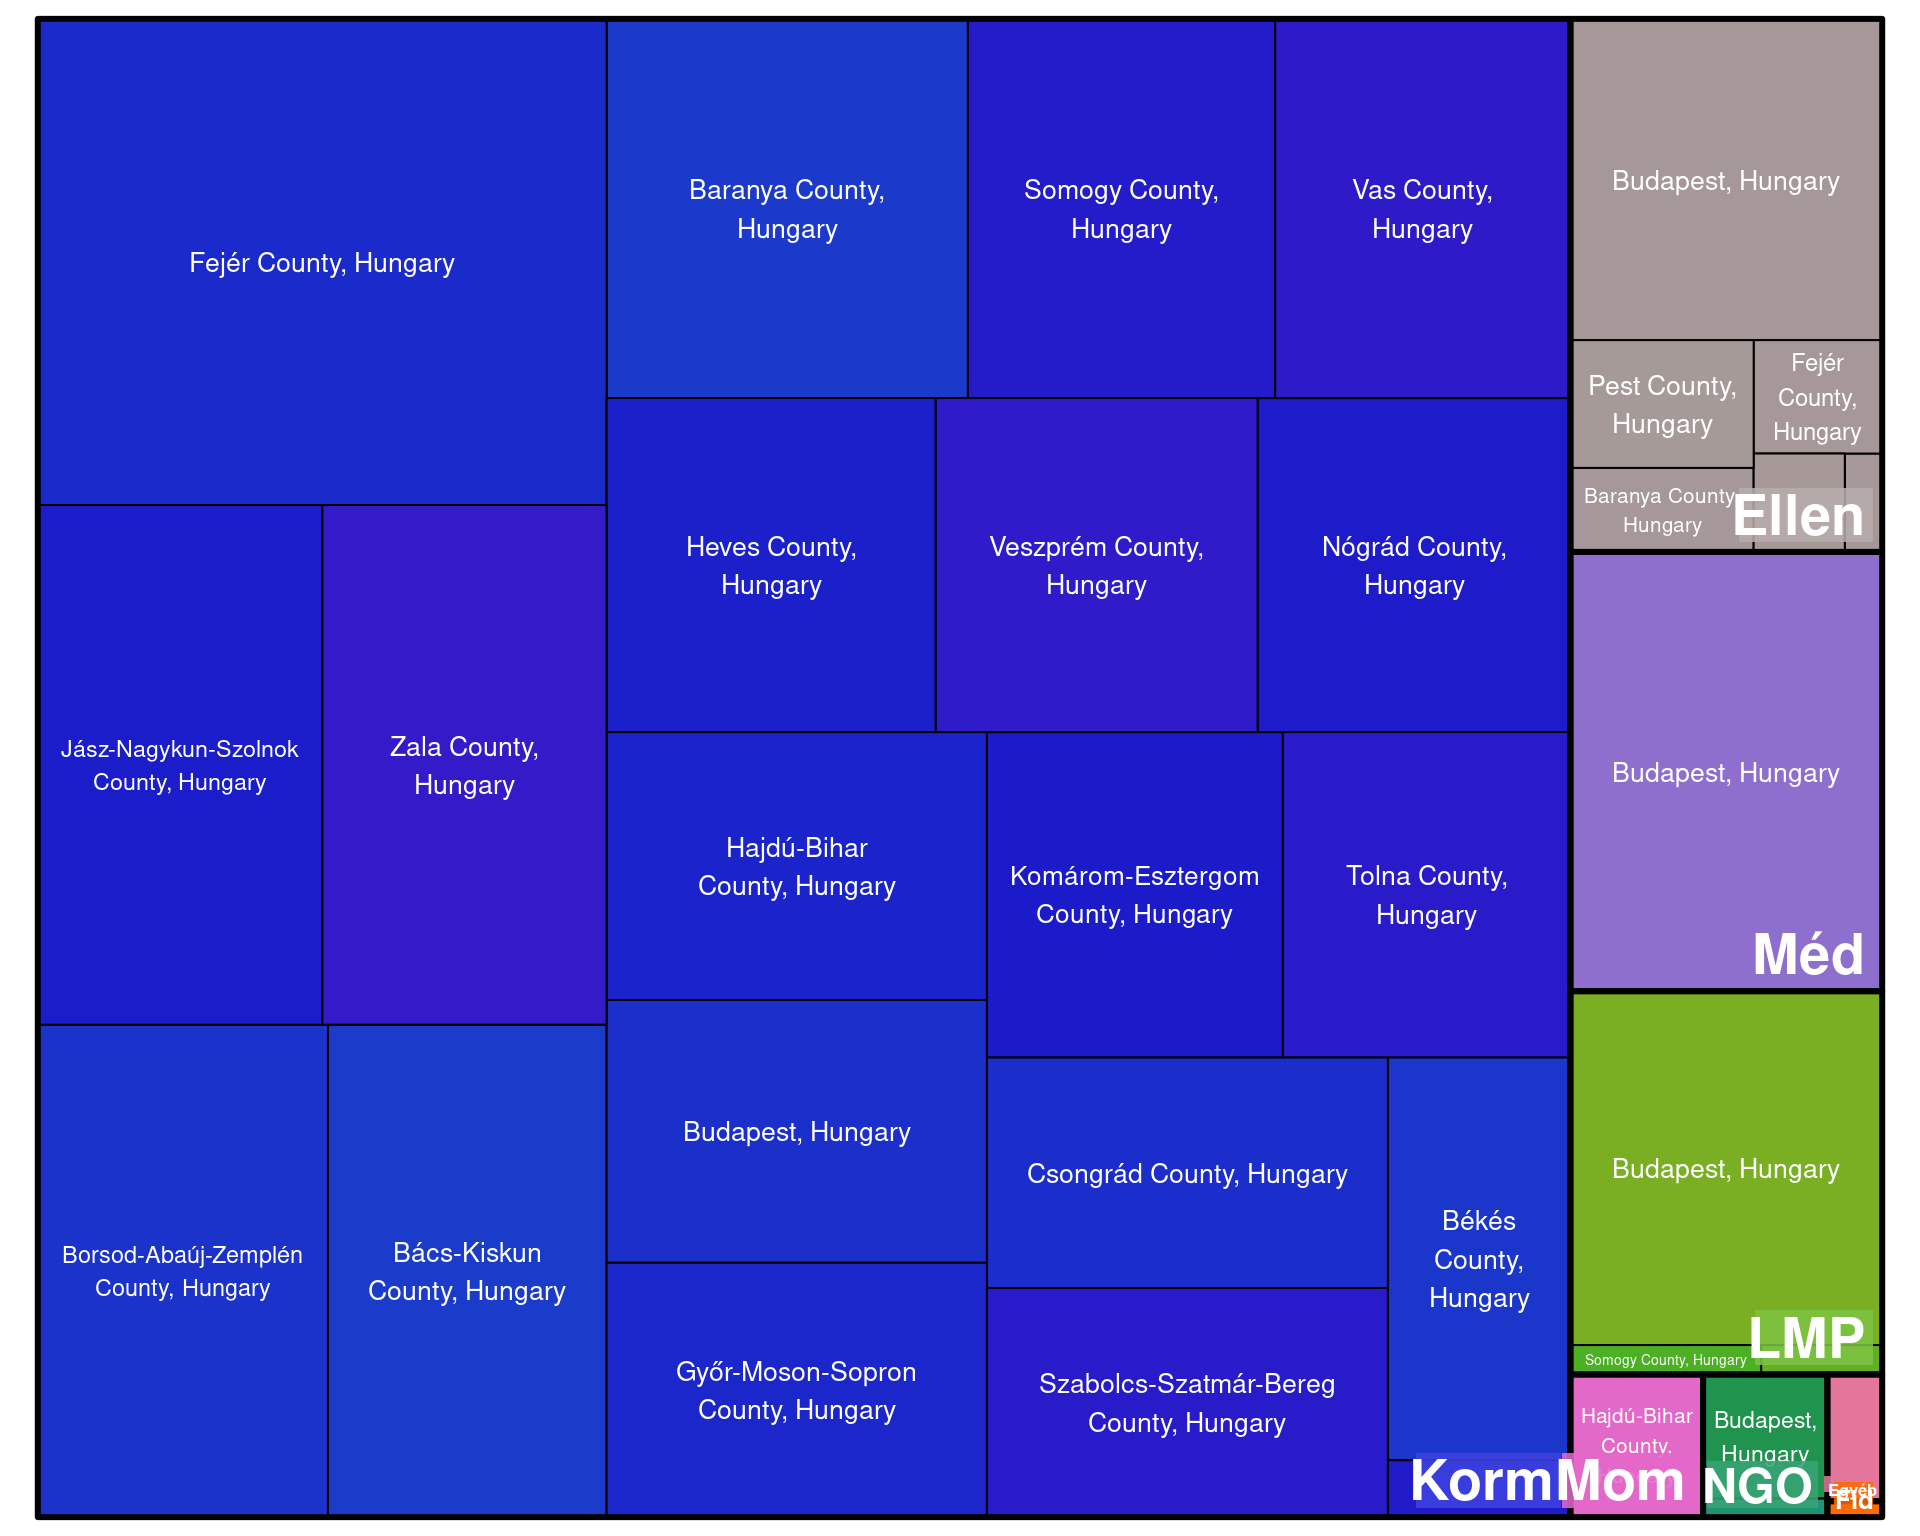 Fejér County, Hungary
Baranya County,
Hungary
Somogy County,
Hungary
Vas County,
Hungary
Budapest, Hungary
Pest County,
Hungary
Fejér
County,
Hungary
Baranya County
Hungary
Ellen
Heves County,
Hungary
Veszprém County,
Hungary
Nógrád County,
Hungary
Jász-Nagykun-Szolnok
County, Hungary
Zala County,
Hungary
Budapest, Hungary
Méd
Hajdú-Bihar
County, Hungary
Komárom-Esztergom
County, Hungary
Tolna County,
Hungary
Borsod-Abaúj-Zemplén
County, Hungary
Bács-Kiskun
County, Hungary
Budapest, Hungary
Csongrád County, Hungary
Békés
County,
Hungary
Budapest, Hungary
LMP
Somogy County, Hungary
Győr-Moson-Sopron
County, Hungary
Szabolcs-Szatmár-Bereg
County, Hungary
Hajdú-Bihar
County.
Budapest,
Hungary
Korm
Mom
NGO
Egyéb
Fid